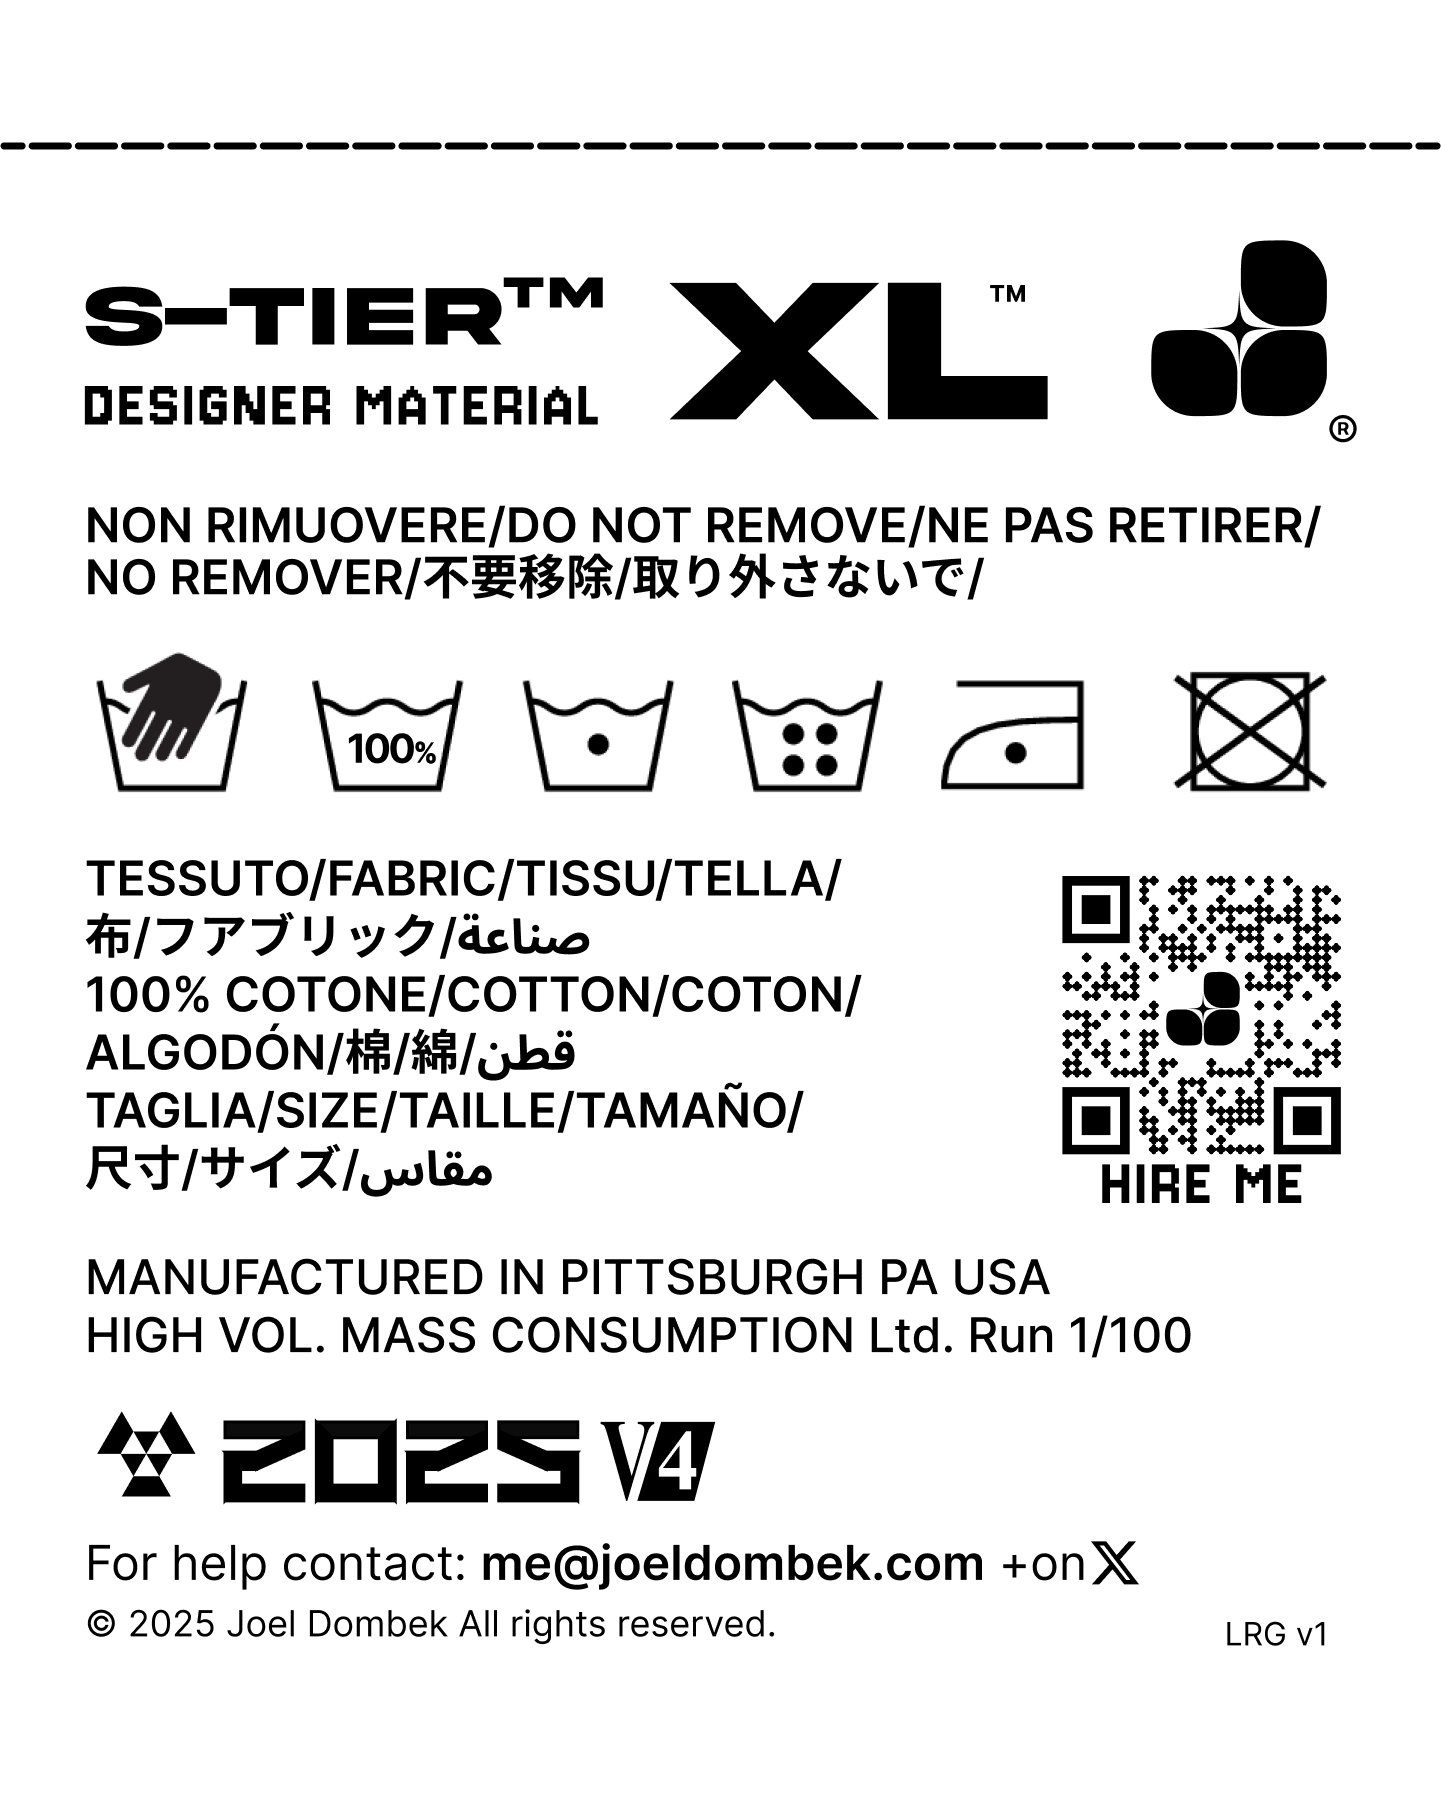 S-TIER™
DESIGNER MATERIAL
XL™
®
NON RIMUOVERE/DO NOT REMOVE/NE PAS RETIRER/
NO REMOVER/不要移除/取り外さないで/
100%
TESSUTO/FABRIC/TISSU/TELLA/
布/フアブリック/صناعة
100% COTONE/COTTON/COTON/
ALGODÓN/棉/綿/قطن
TAGLIA/SIZE/TAILLE/TAMAÑO/
尺寸/サイズ/مقاس
HIRE ME
MANUFACTURED IN PITTSBURGH PA USA
HIGH VOL. MASS CONSUMPTION Ltd. Run 1/100
2025 V4
For help contact: me@joeldombek.com +on X
© 2025 Joel Dombek All rights reserved.
LRG v1